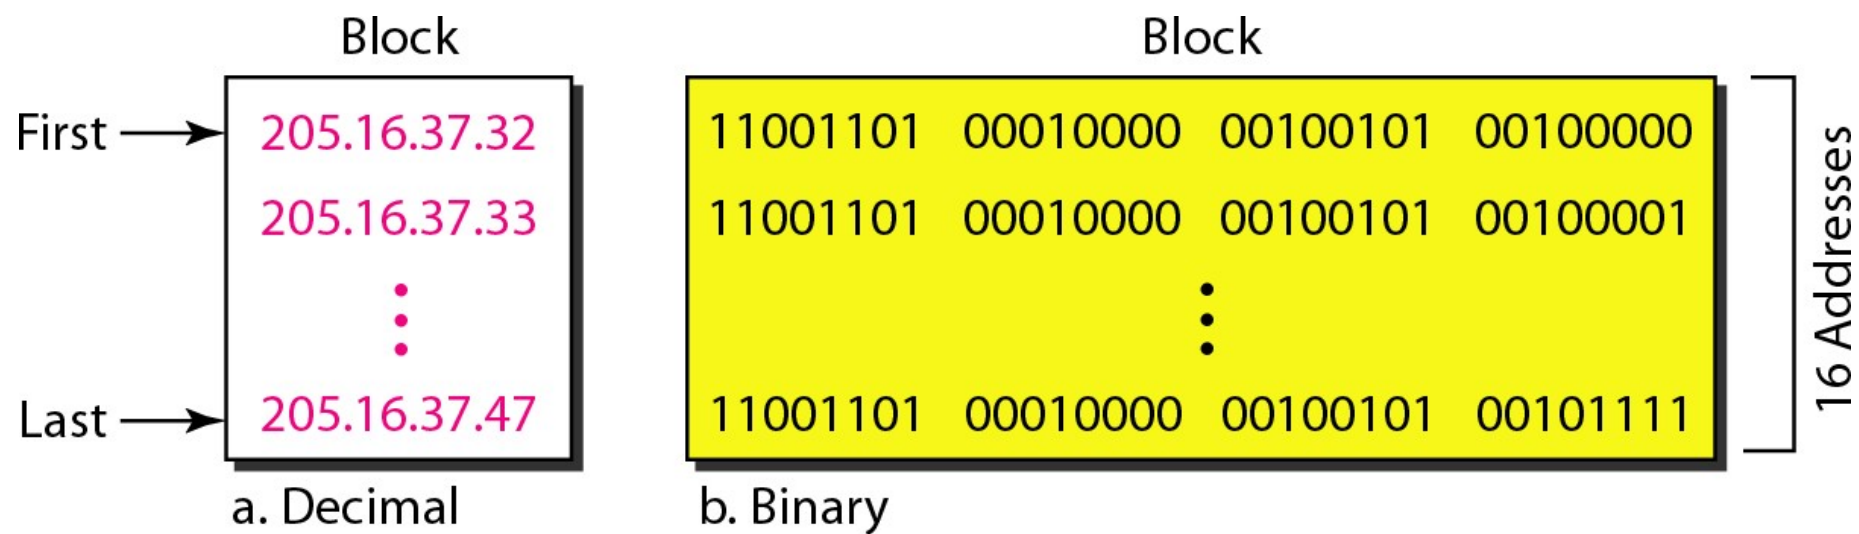 Block
First
205.16.37.32
205.16.37.33
Last
205.16.37.47
a. Decimal
Block
11001101 00010000 00100101 00100000
11001101 00010000 00100101 00100001
11001101 00010000 00100101 00101111
16 Addresses
b. Binary